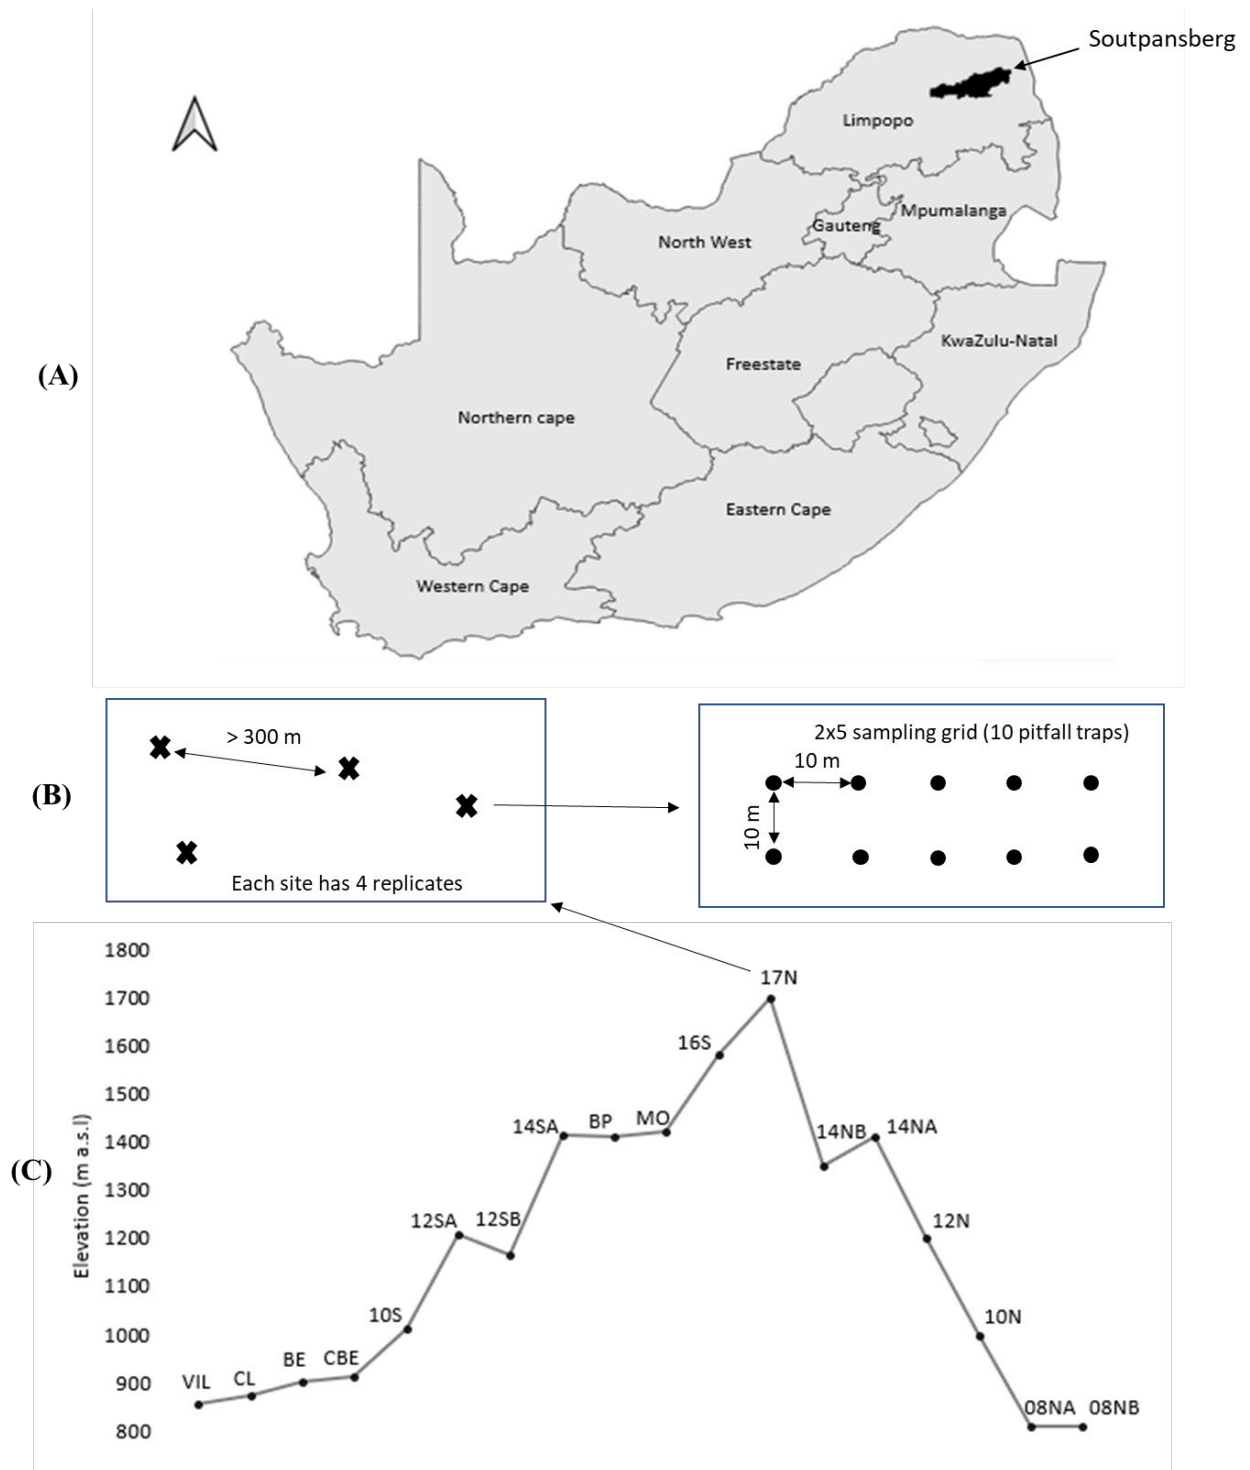 Soutpansberg
Limpopo
Mpumalanga
Gauteng
North West
KwaZulu-Natal
Freestate
(A)
Northern cape
Eastern Cape
Western Cape
> 300 m
2x5 sampling grid (10 pitfall traps)
10 m
(B)
10 m
Each site has 4 replicates
1800
17N
1700
1600
16S
1500
14SA
BP
MO
14NB
14NA
1400
(C)
Elevation (m a.s.l)
1300
12SA
12SB
12N
1200
1100
10S
10N
1000
VIL
CL
BE
CBE
900
08NA
08NB
800